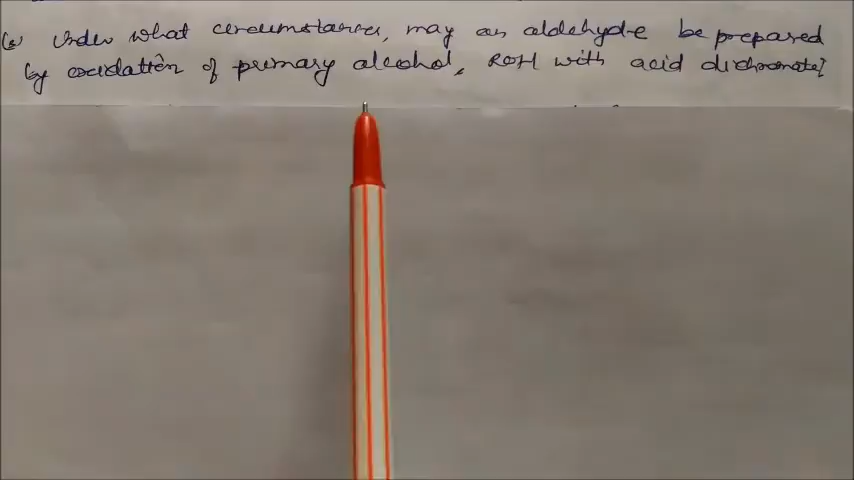 Under what circumstances, may an aldehyde be prepared
by oxidation of primary alcohol, ROH with acid dichromate?